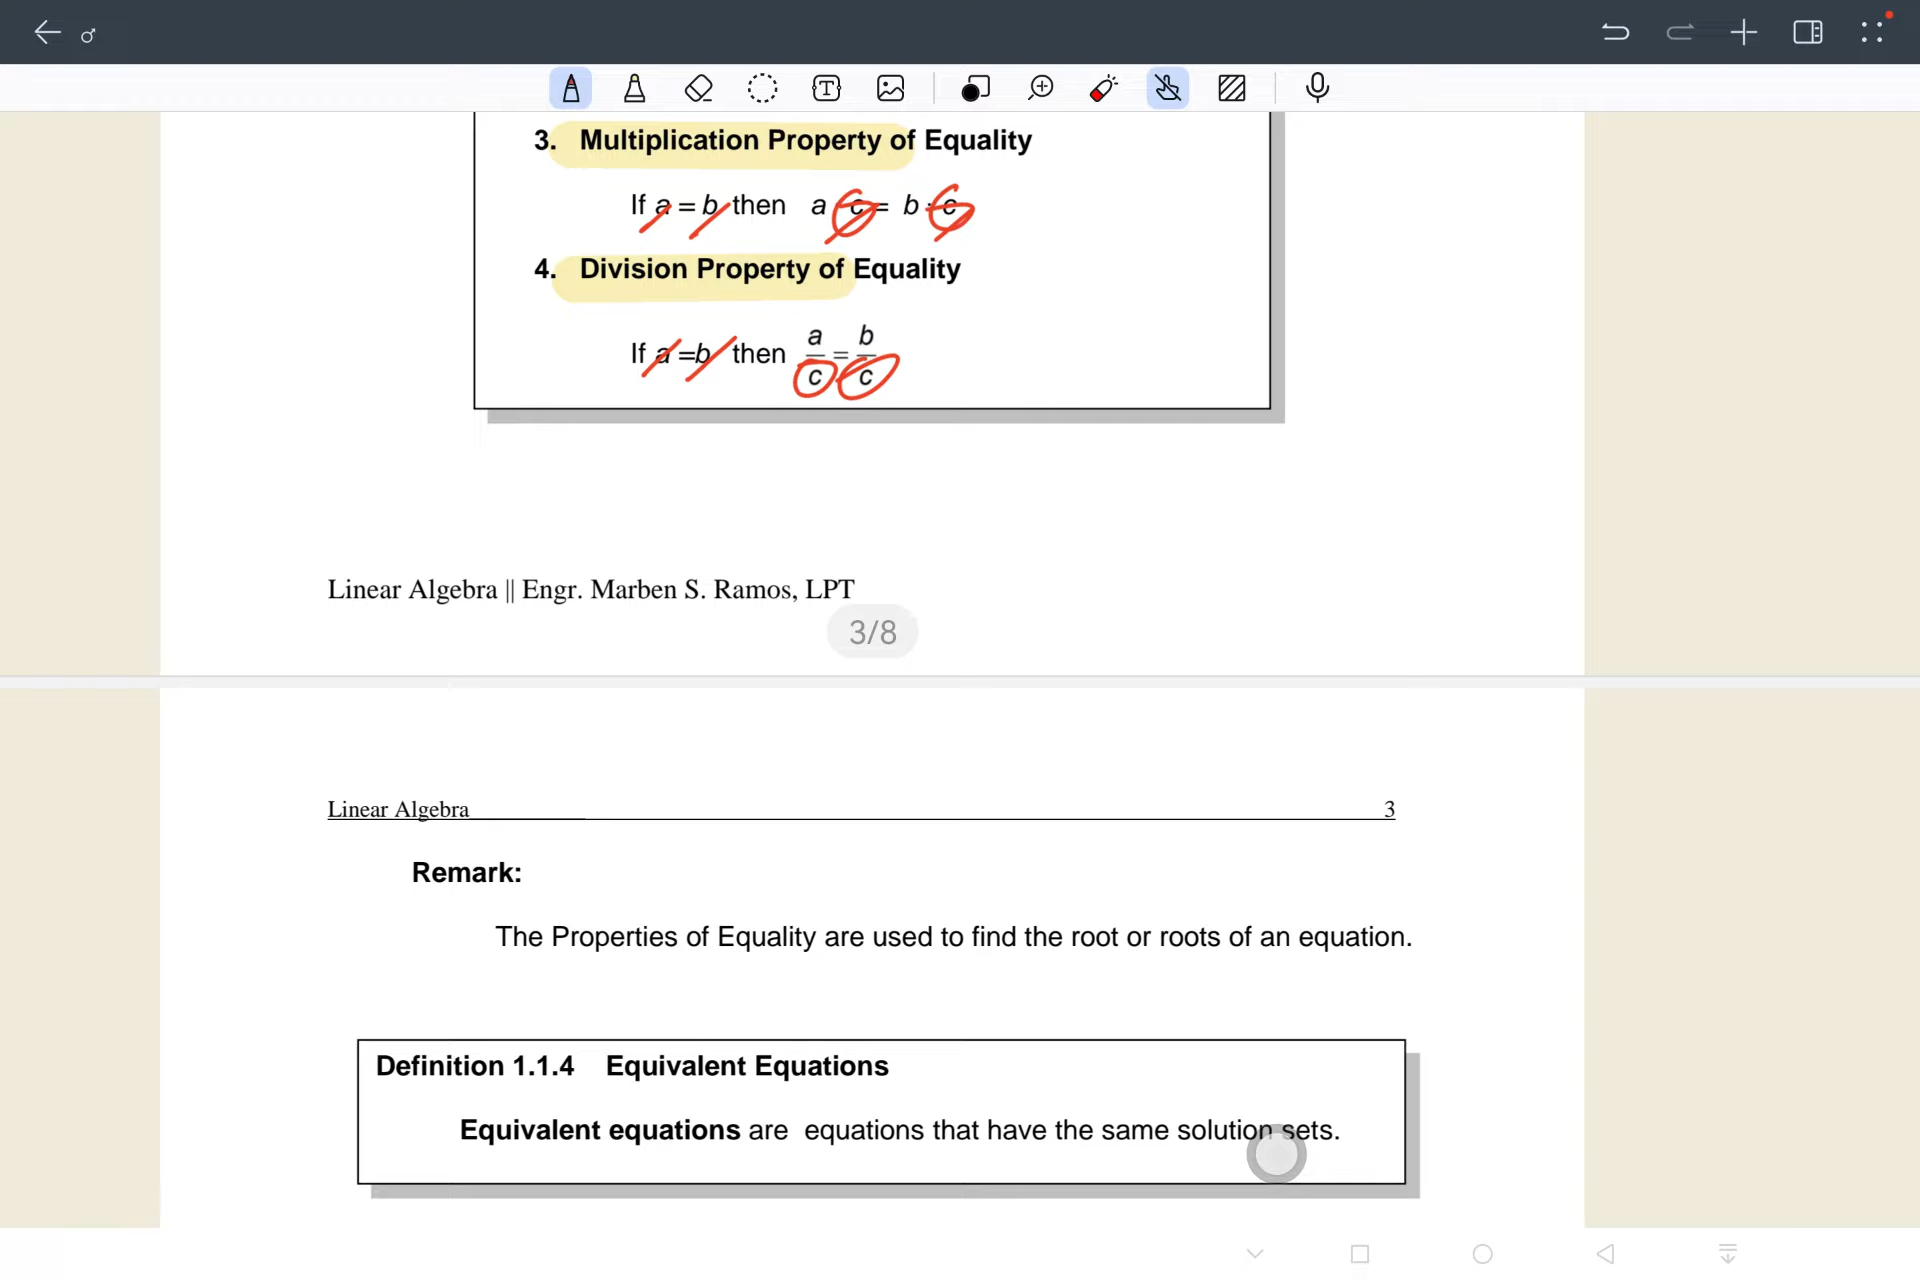 3. Multiplication Property of Equality
If a = b then a · c = b · c
4. Division Property of Equality
If a =b then a/c = b/c
Linear Algebra || Engr. Marben S. Ramos, LPT
3/8
Linear Algebra 3
Remark:
The Properties of Equality are used to find the root or roots of an equation.
Definition 1.1.4 Equivalent Equations
Equivalent equations are equations that have the same solution sets.